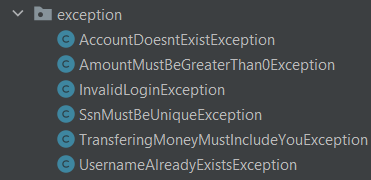 exception
C AccountDoesntExistException
C AmountMustBeGreaterThan0Exception
C InvalidLoginException
C SsnMustBeUniqueException
C TransferingMoneyMustIncludeYouException
C UsernameAlreadyExistsException